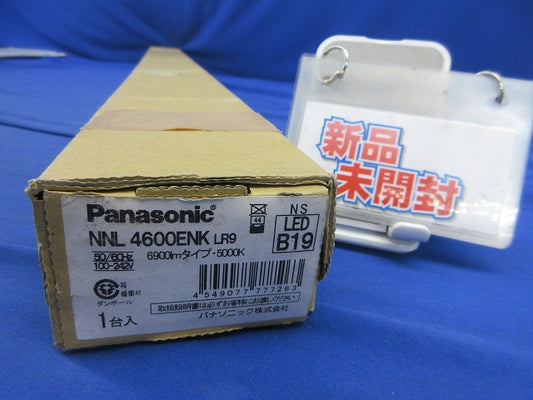 Panasonic®
NNL 4600ENK LR9
50/60Hz
100-242V
6900lmタイプ・5000K
44
NS
LED
B19
4 549077 777263
ダンボール
取扱説明書は必ずお客様にお渡しください
1台入
パナソニック株式会社
新品
未開封